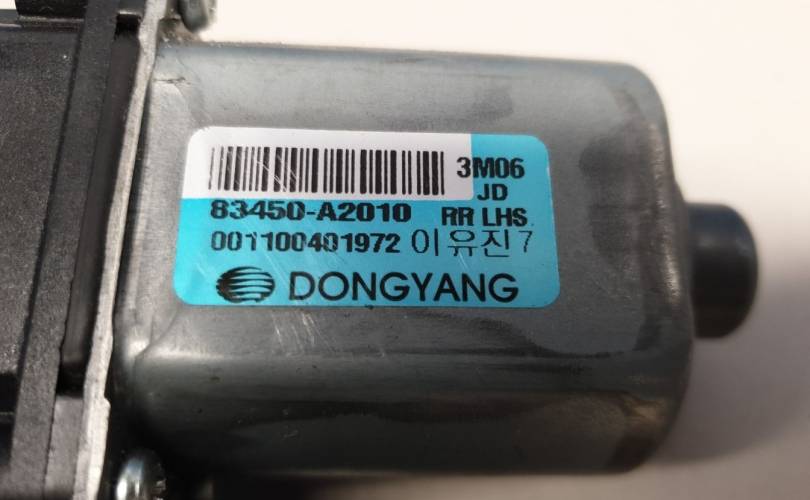 3M06
JD
83450-A2010 RR LHS
001100401972 이유진7
DONGYANG